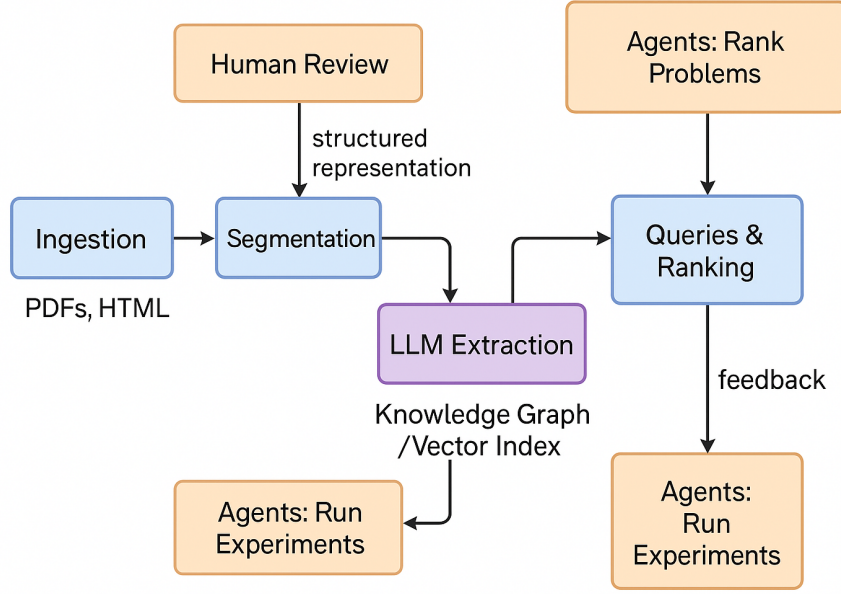 Human Review
Agents: Rank
Problems
structured
representation
Ingestion
Segmentation
Queries &
Ranking
PDFs, HTML
LLM Extraction
feedback
Knowledge Graph
/Vector Index
Agents: Run
Experiments
Agents:
Run
Experiments